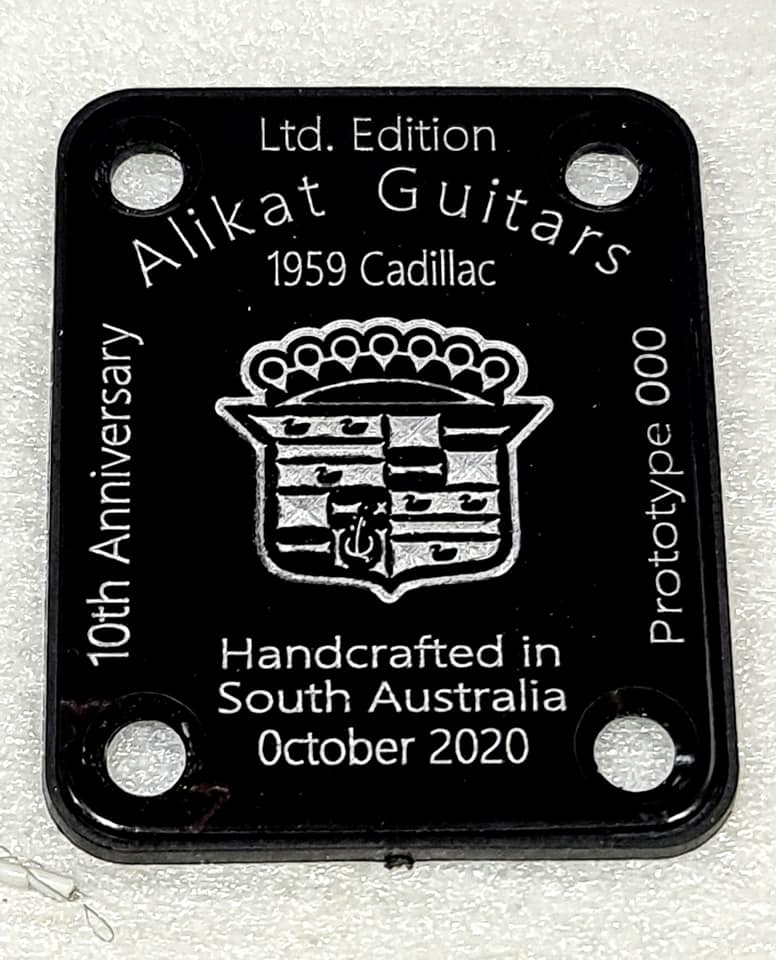 Ltd. Edition
Alikat Guitars
1959 Cadillac
10th Anniversary
Prototype 000
Handcrafted in
South Australia
October 2020